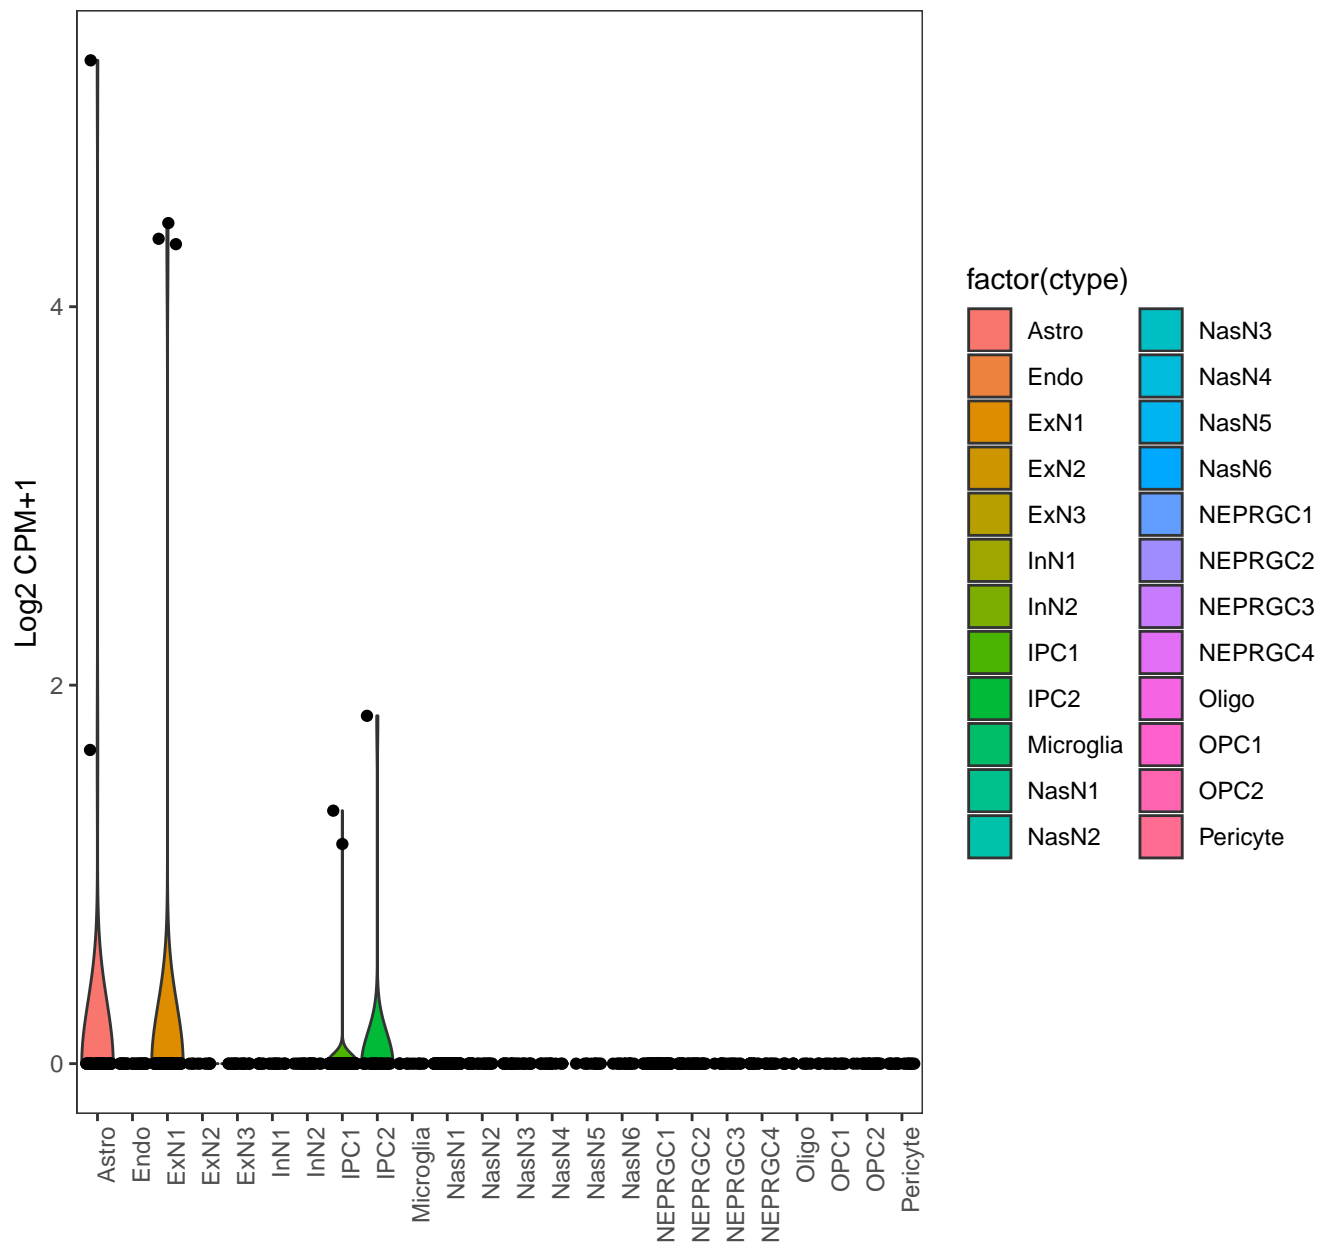 Log2 CPM+1
4
2
0
Astro
Endo
ExN1
ExN2
ExN3
InN1
InN2
IPC1
IPC2
Microglia
NasN1
NasN2
NasN3
NasN4
NasN5
NasN6
NEPRGC1
NEPRGC2
NEPRGC3
NEPRGC4
Oligo
OPC1
OPC2
Pericyte
factor(ctype)
Astro
Endo
ExN1
ExN2
ExN3
InN1
InN2
IPC1
IPC2
Microglia
NasN1
NasN2
NasN3
NasN4
NasN5
NasN6
NEPRGC1
NEPRGC2
NEPRGC3
NEPRGC4
Oligo
OPC1
OPC2
Pericyte